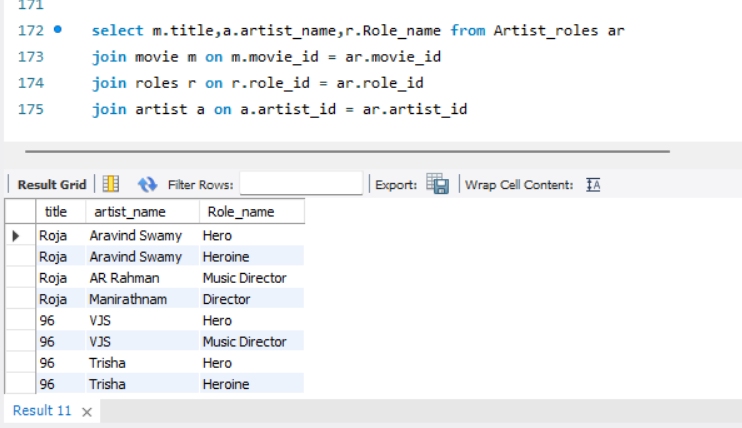 171
172 select m.title,a.artist_name,r.Role_name from Artist_roles ar
173 join movie m on m.movie_id = ar.movie_id
174 join roles r on r.role_id = ar.role_id
175 join artist a on a.artist_id = ar.artist_id
Result Grid Filter Rows: Export: Wrap Cell Content: IA
title artist_name Role_name
Roja Aravind Swamy Hero
Roja Aravind Swamy Heroine
Roja AR Rahman Music Director
Roja Manirathnam Director
96 VJS Hero
96 VJS Music Director
96 Trisha Hero
96 Trisha Heroine
Result 11